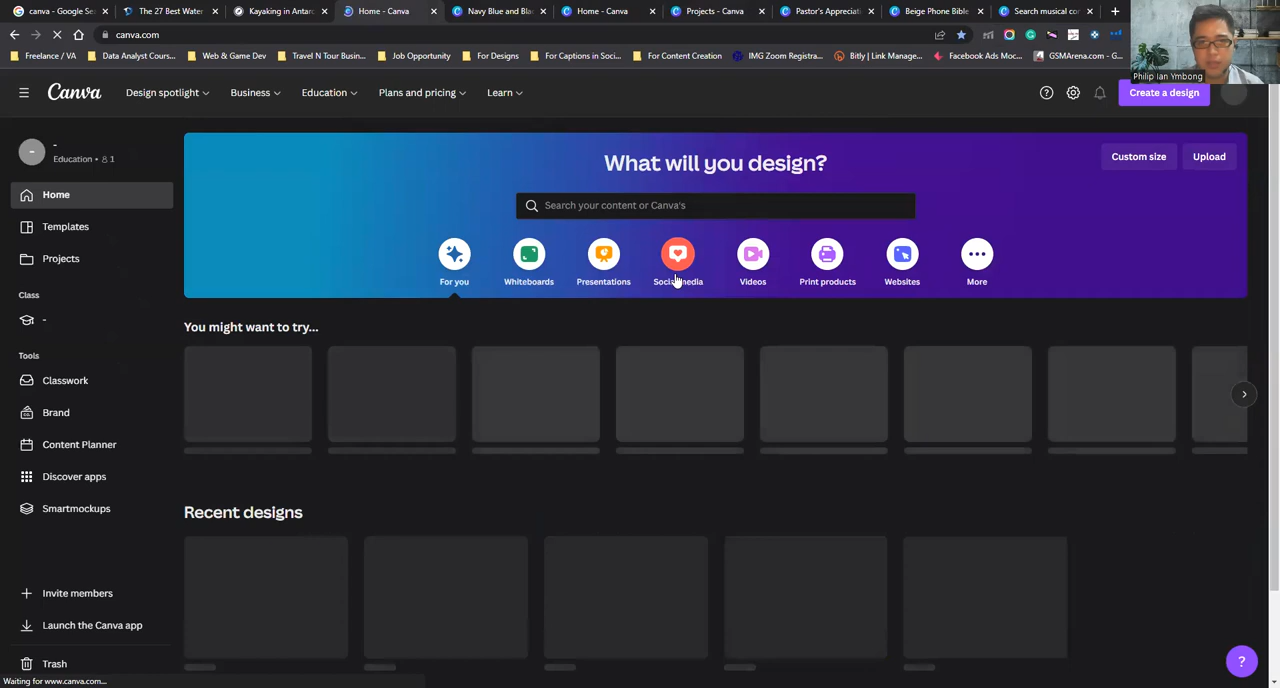 canva - Google Se
The 27 Best Water
Kayaking in Antarc
Home - Canva
Navy Blue and Bla
Home - Canva
Projects - Canva
Pastor's Appreciat
Beige Phone Bible
Search musical cor
canva.com
Freelance / VA
Data Analyst Cours...
Web & Game Dev
Travel N Tour Busin...
Job Opportunity
For Designs
For Captions in Soci...
For Content Creation
IMG Zoom Registra...
Bitly | Link Manage...
Facebook Ads Moc...
GSMArena.com - G...
Philip Ian Ymbong
Canva
Design spotlight
Business
Education
Plans and pricing
Learn
Create a design
-
-
Education • 1
What will you design?
Custom size
Upload
Home
Search your content or Canva's
Templates
Projects
For you
Whiteboards
Presentations
Social media
Videos
Print products
Websites
More
Class
-
You might want to try...
Tools
Classwork
Brand
Content Planner
Discover apps
Smartmockups
Recent designs
Invite members
Launch the Canva app
Trash
Waiting for www.canva.com...